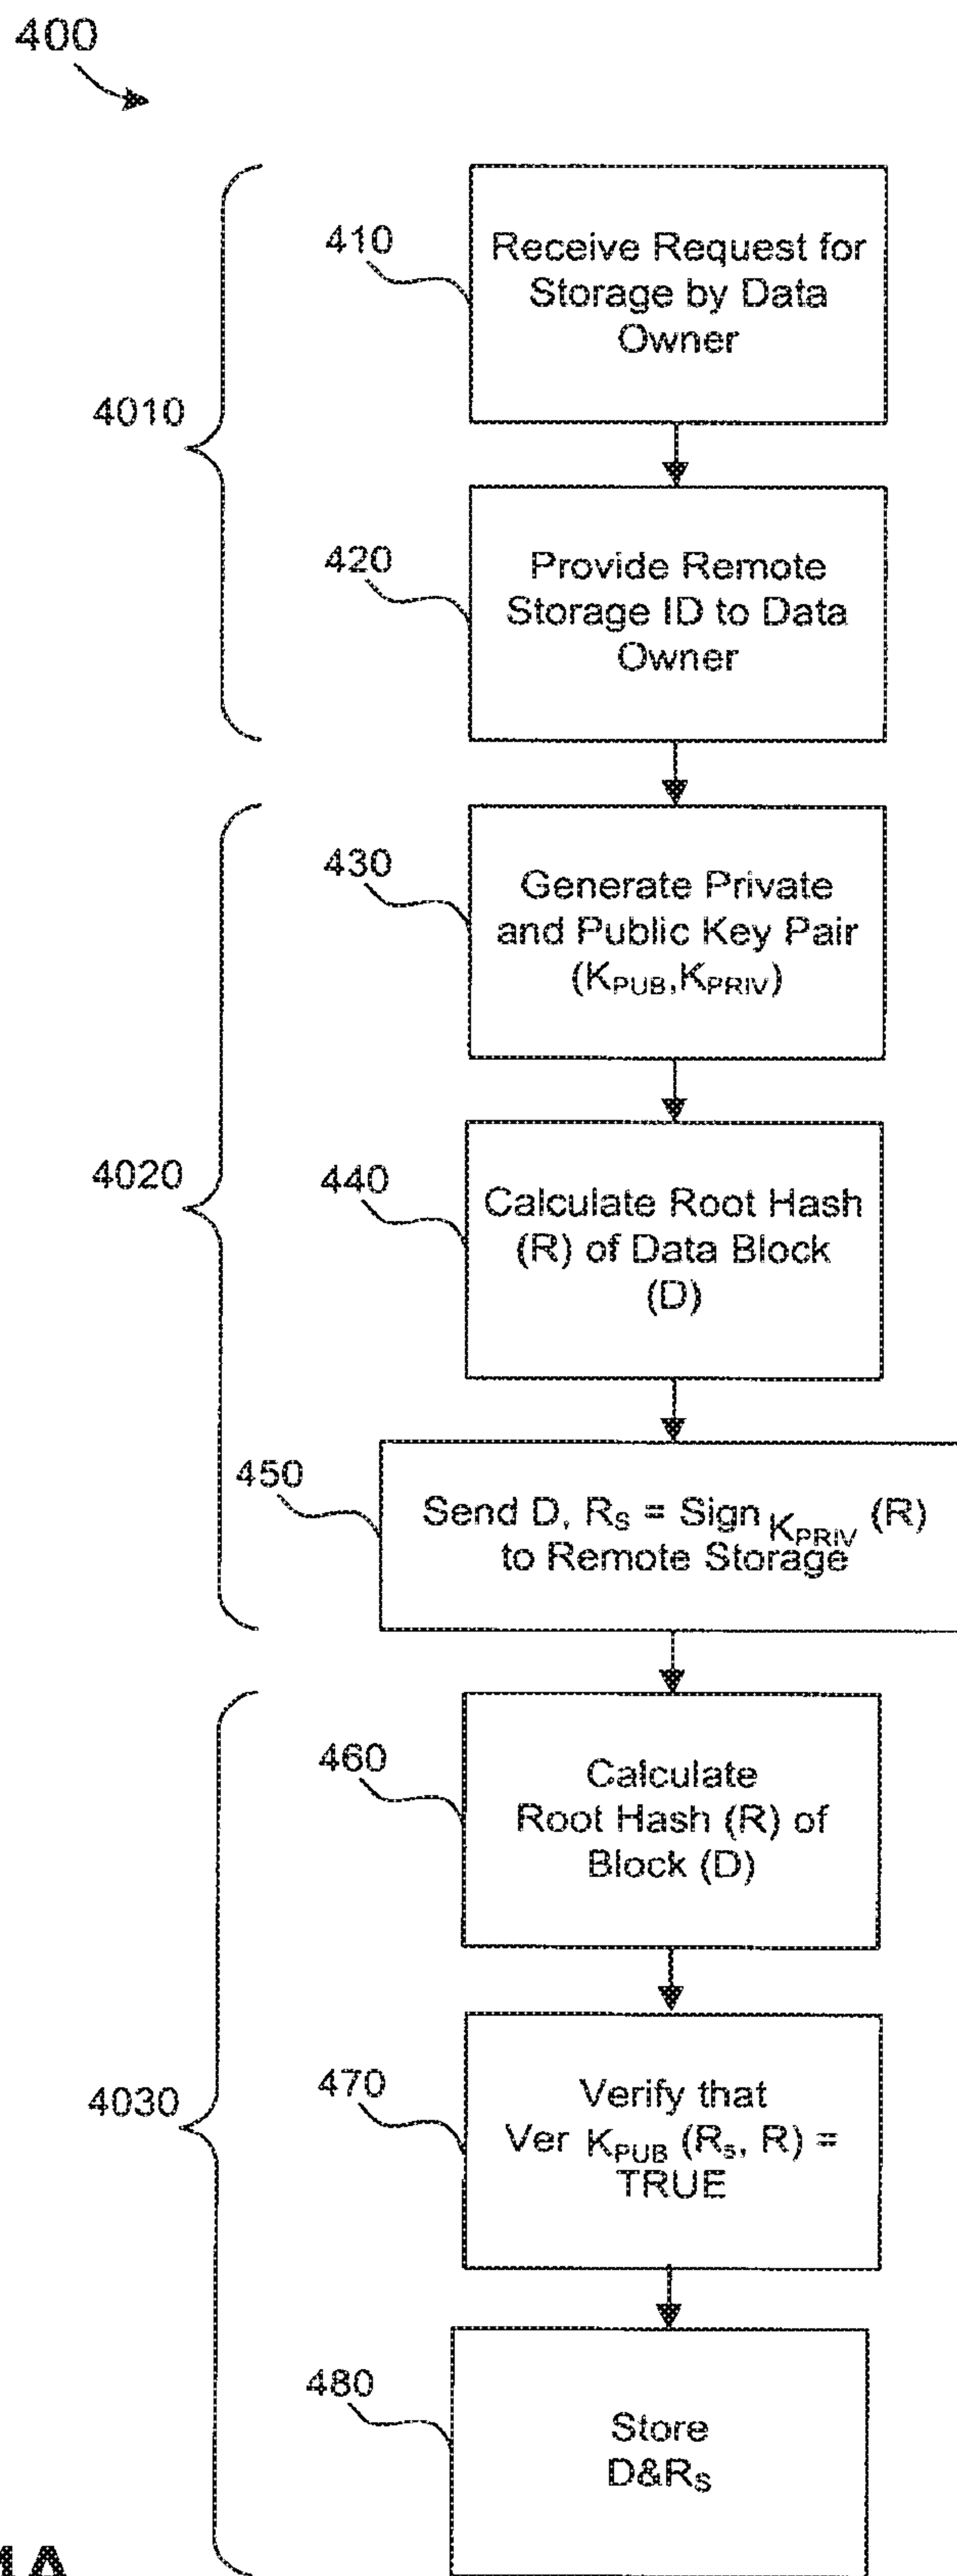 400
410
Receive Request for
Storage by Data
Owner
4010
420
Provide Remote
Storage ID to Data
Owner
430
Generate Private
and Public Key Pair
(KPUB,KPRIV)
4020
440
Calculate Root Hash
(R) of Data Block
(D)
450
Send D, RS = Sign KPRIV (R)
to Remote Storage
460
Calculate
Root Hash (R) of
Block (D)
4030
470
Verify that
Ver KPUB (Rs, R) =
TRUE
480
Store
D&RS